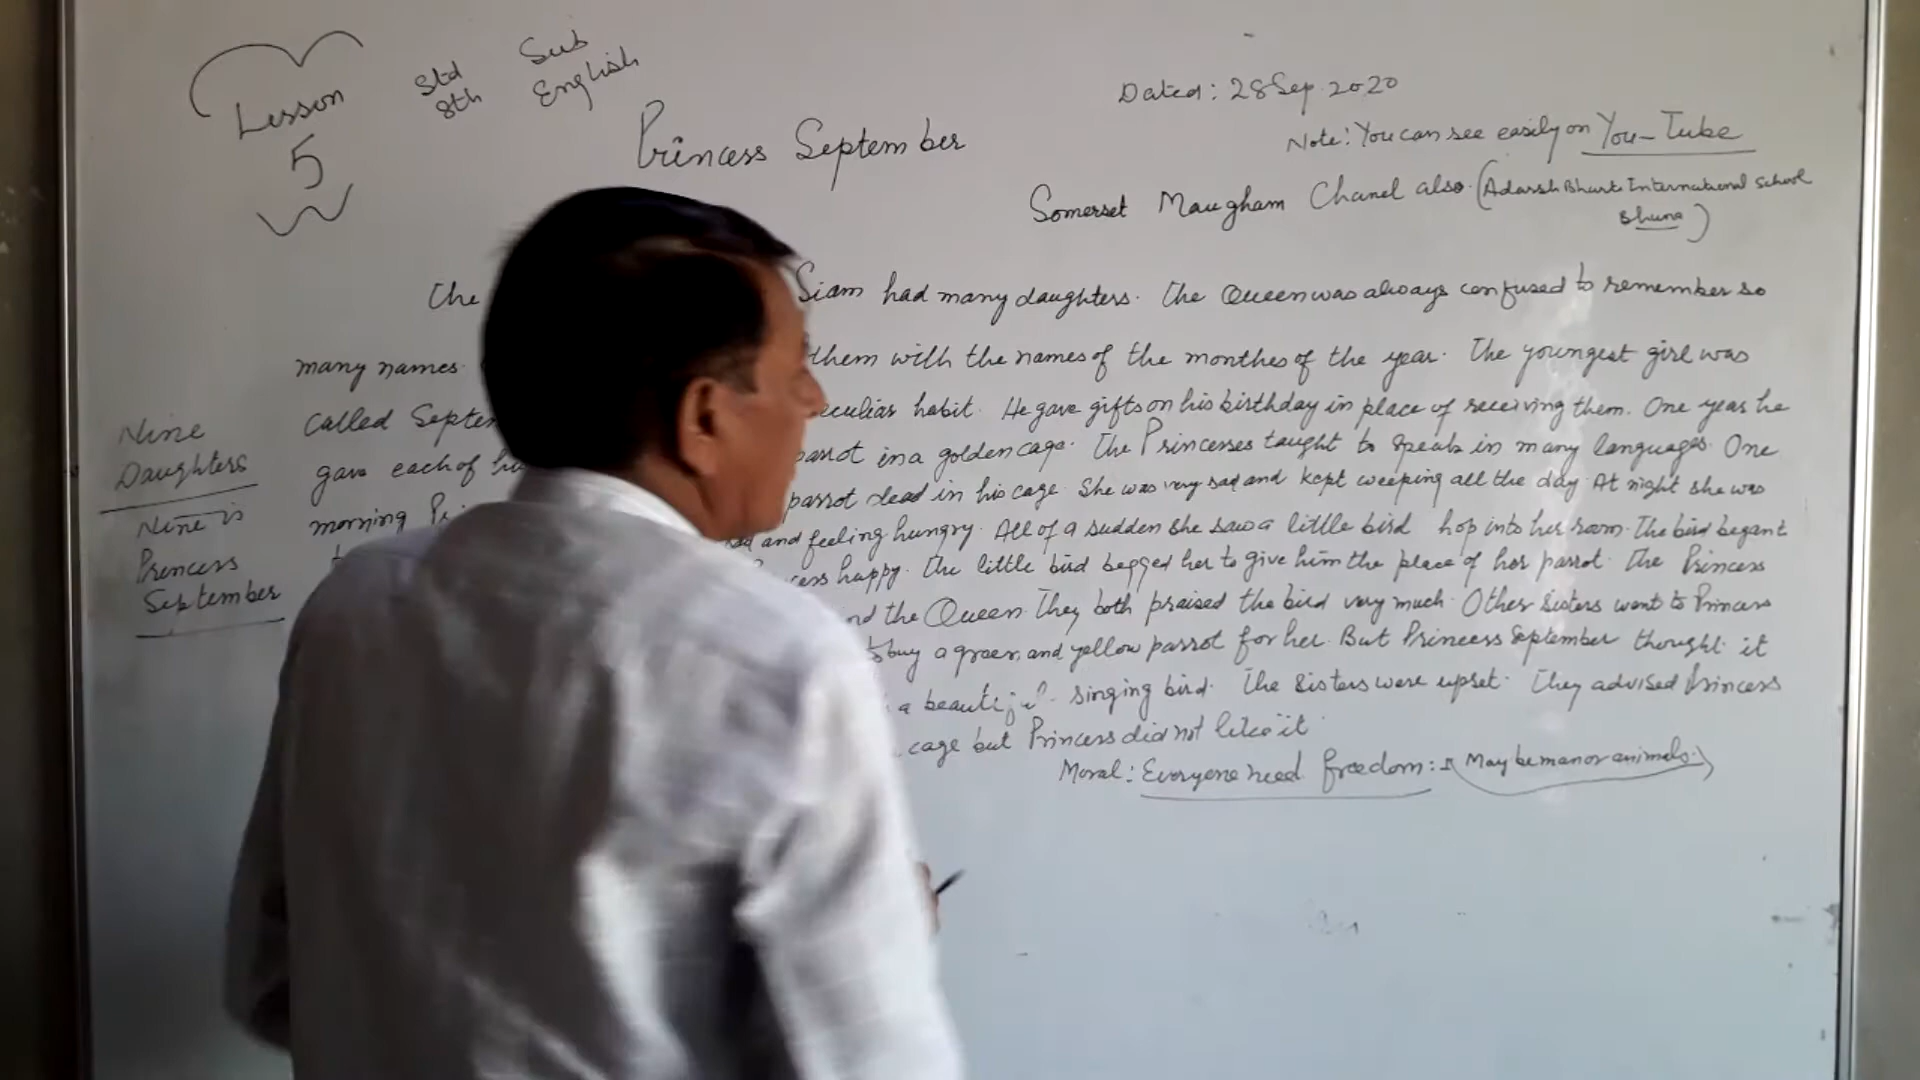 Lesson
5
Std
8th
Sub
English
Princess September
Dated: 28 Sep. 2020
Note: You can see easily on You-Tube
Somerset Maugham Chanel also. (Adarsh Bharti International School
Bhuna)
The Siam had many daughters. The Queen was always confused to remember so
many names. them with the names of the monthes of the year. The youngest girl was
called Septem eculiar habit. He gave gifts on his birthday in place of receiving them. One year he
gave each of his parrot in a golden cage. The Princesses taught to speak in many languages. One
morning Pri parrot dead in his cage. She was very sad and kept weeping all the day. At night she was
sad and feeling hungry. All of a sudden she saw a little bird hop into her room. The bird began t
cess happy. The little bird begged her to give him the place of her parrot. The Princess
nd the Queen. They both praised the bird very much. Other sisters went to Princess
to buy a green and yellow parrot for her. But Princess September thought it
a beautiful singing bird. The sisters were upset. They advised Princess
cage but Princess did not like it.
Moral: Everyone need freedom:- May be man or animals.)
Nine
Daughters
Nine is
Princess
September